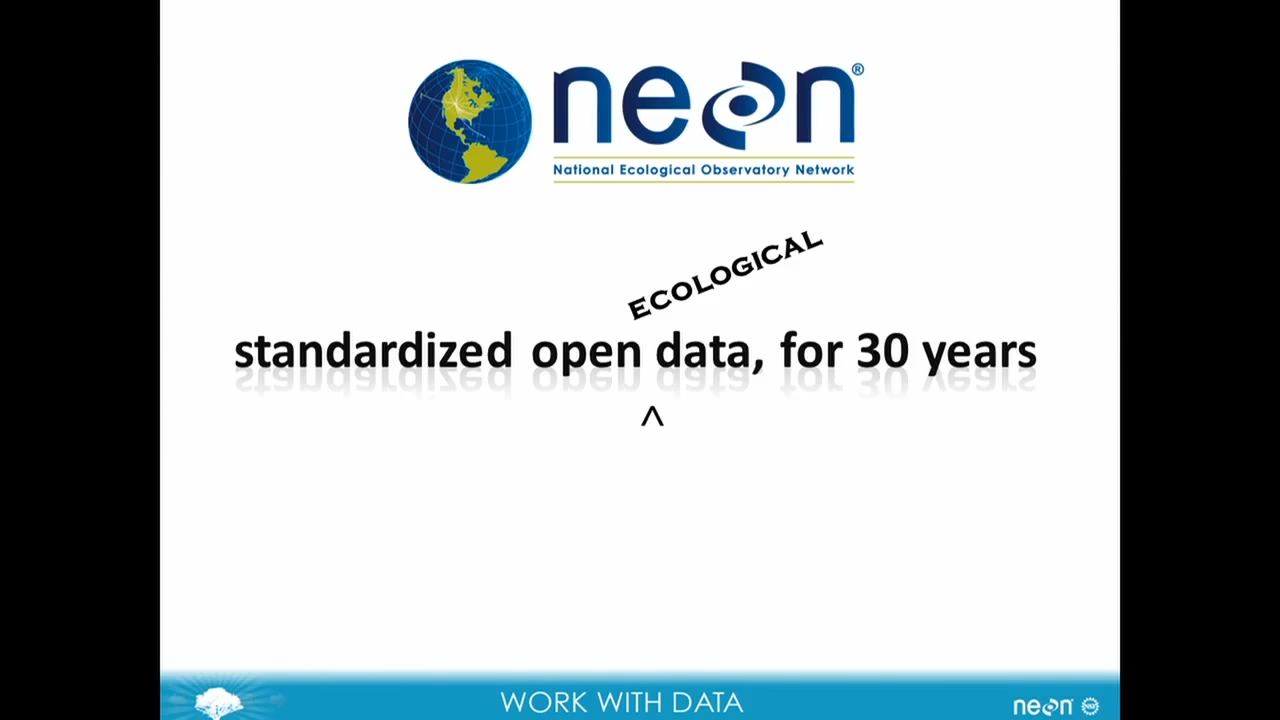 neon®
National Ecological Observatory Network
ECOLOGICAL
standardized open data, for 30 years
^
WORK WITH DATA
neon